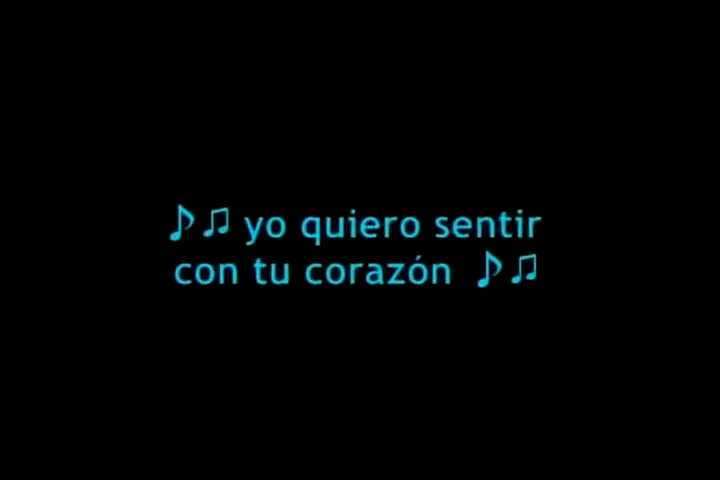 ♪♫ yo quiero sentir
con tu corazón ♪♫